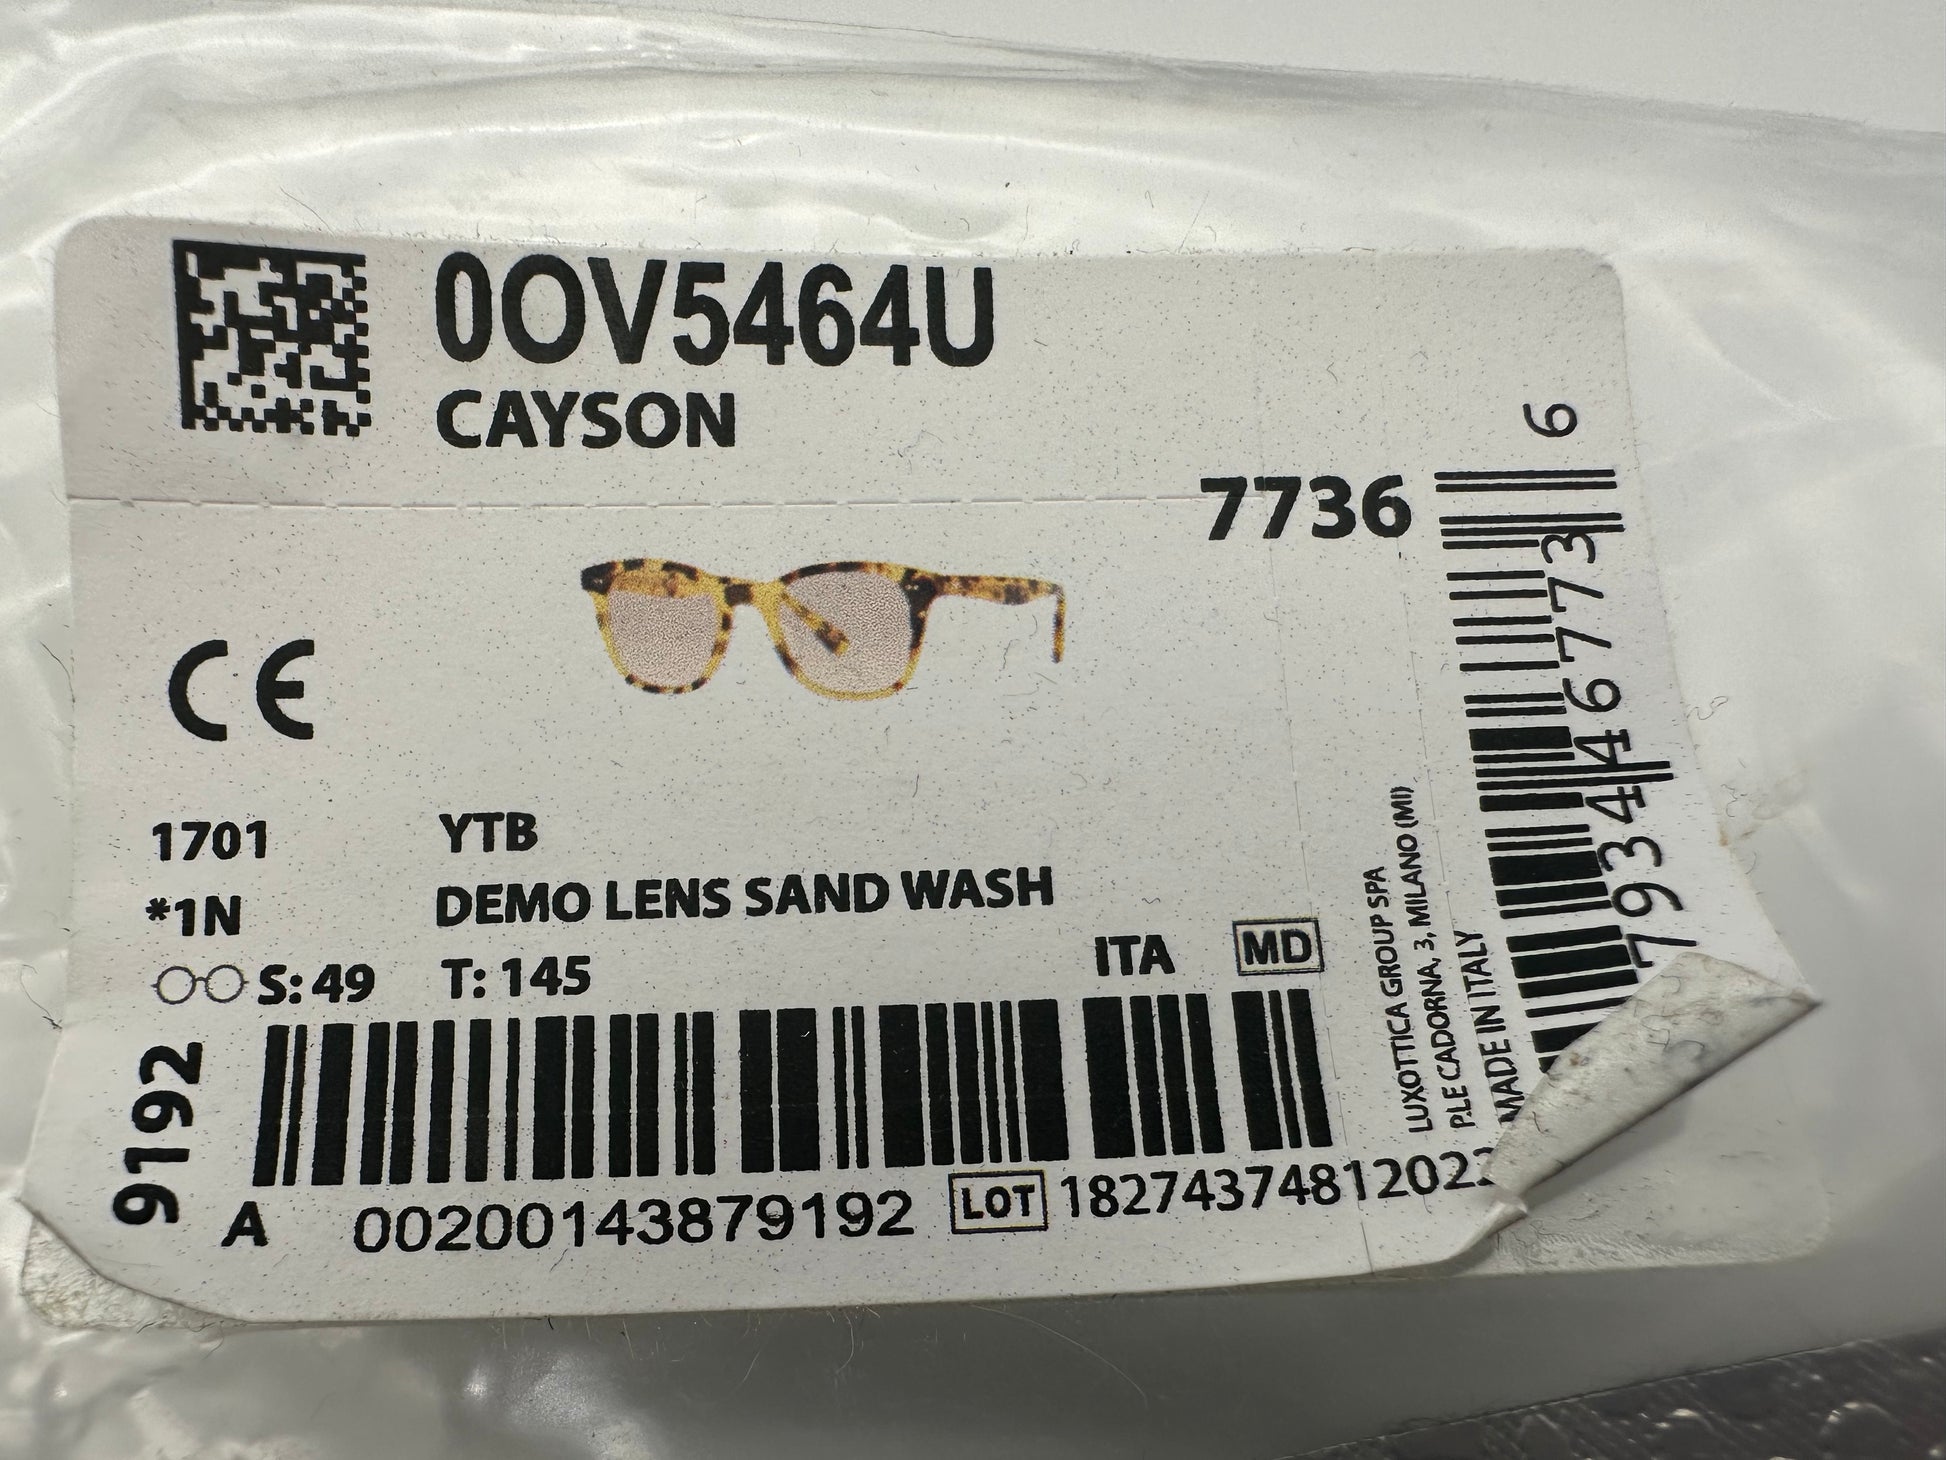 0OV5464U
CAYSON
7736
CE
1701 YTB
*1N DEMO LENS SAND WASH
S: 49 T: 145 ITA MD
9192
A 00200143879192 LOT 18274374812022
LUXOTTICA GROUP SPA
P.LE CADORNA, 3, MILANO (MI)
MADE IN ITALY
793446773 6